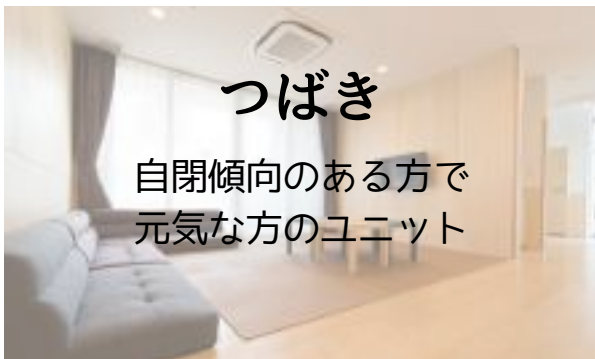 つばき
自閉傾向のある方で
元気な方のユニット